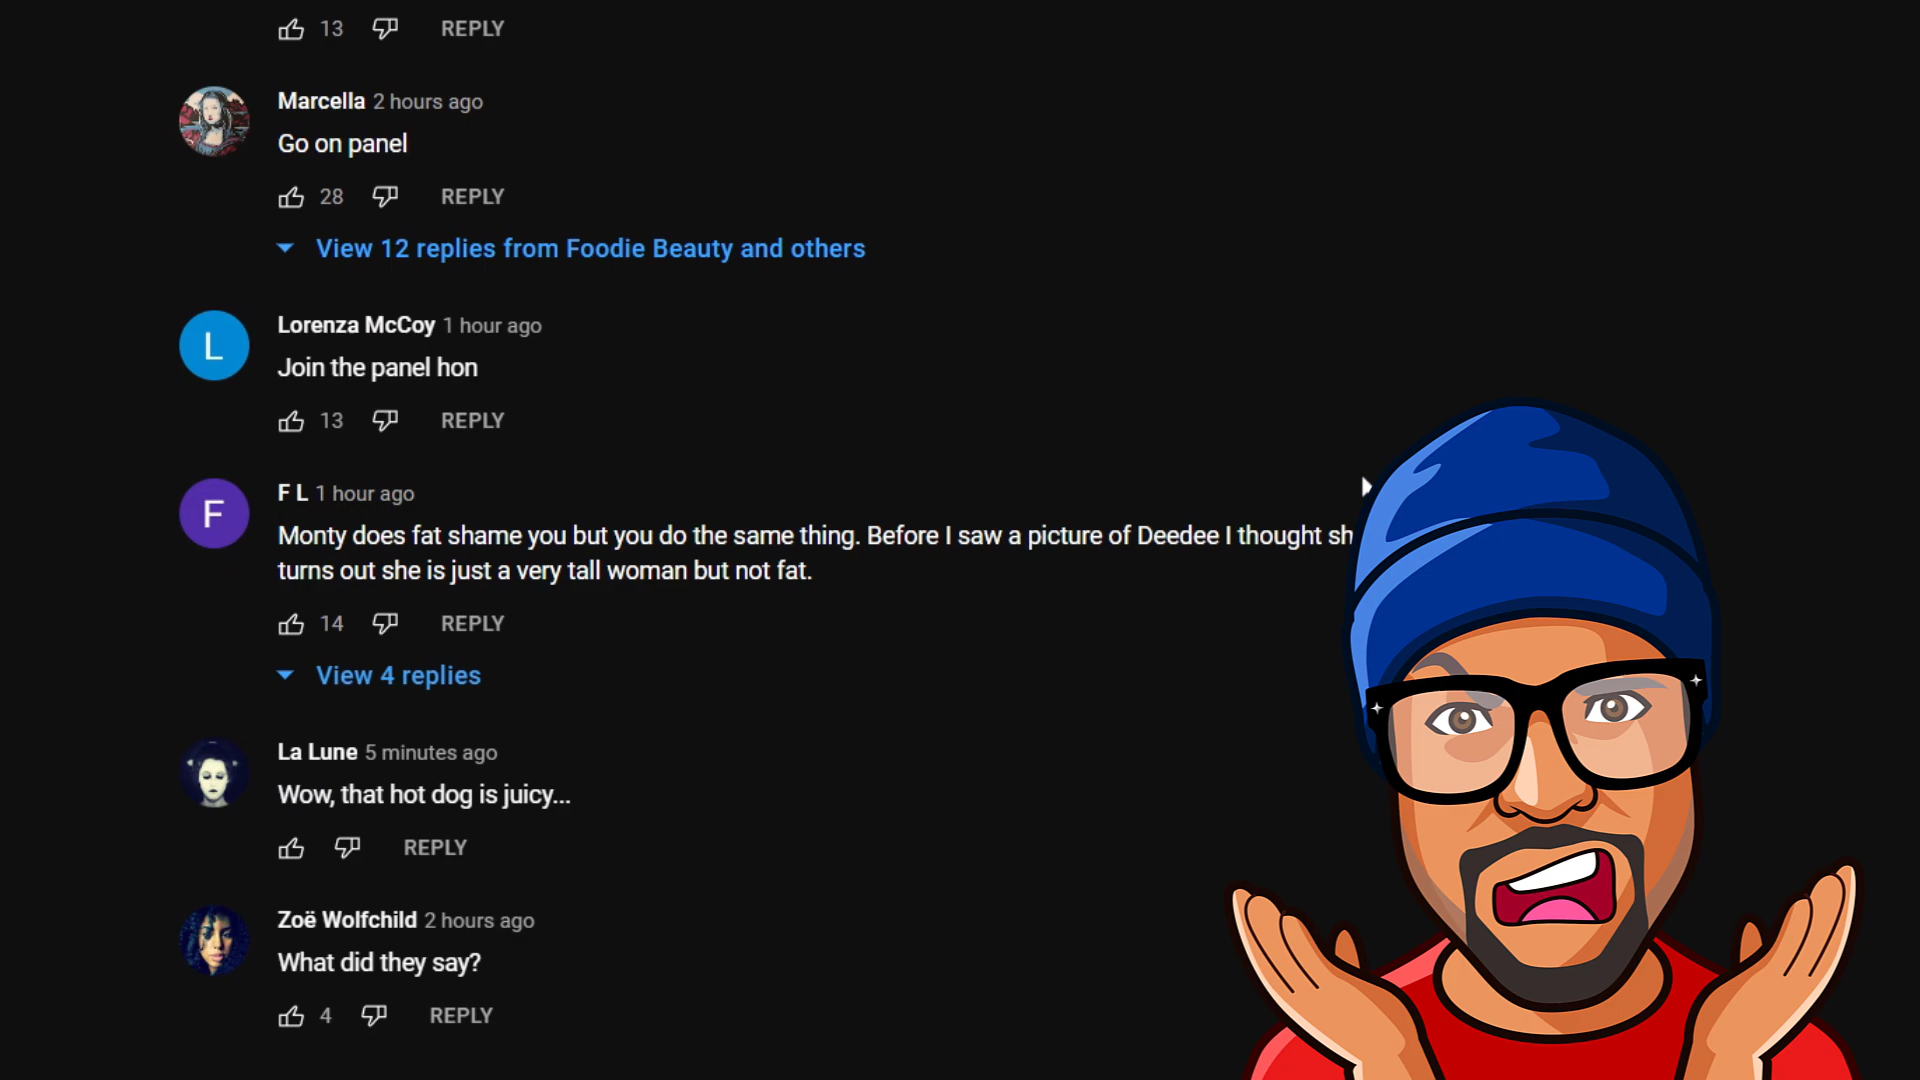 13 REPLY
Marcella 2 hours ago
Go on panel
28 REPLY
View 12 replies from Foodie Beauty and others
L
Lorenza McCoy 1 hour ago
Join the panel hon
13 REPLY
F
F L 1 hour ago
Monty does fat shame you but you do the same thing. Before I saw a picture of Deedee I thought sh
turns out she is just a very tall woman but not fat.
14 REPLY
View 4 replies
La Lune 5 minutes ago
Wow, that hot dog is juicy...
REPLY
Zoë Wolfchild 2 hours ago
What did they say?
4 REPLY